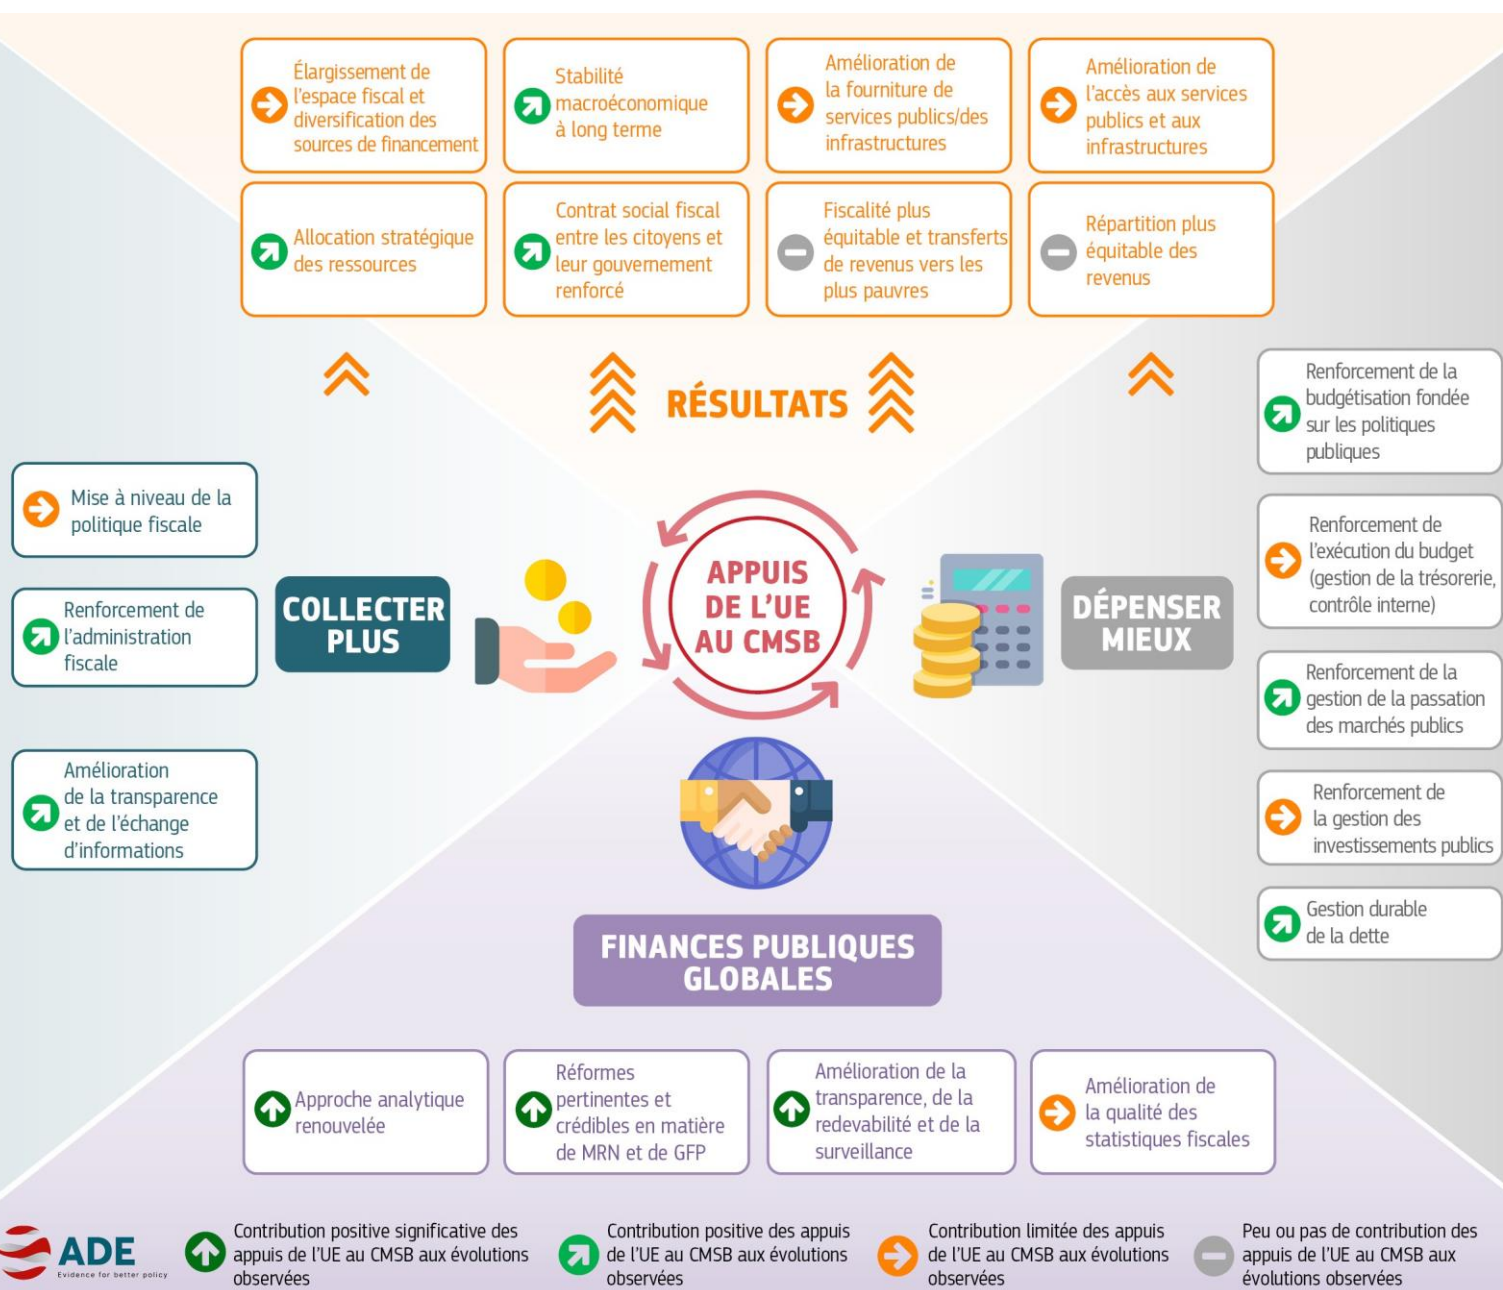 Élargissement de
l'espace fiscal et
diversification des
sources de financement
Stabilité
macroéconomique
à long terme
Amélioration de
la fourniture de
services publics/des
infrastructures
Amélioration de
l'accès aux services
publics et aux
infrastructures
Allocation stratégique
des ressources
Contrat social fiscal
entre les citoyens et
leur gouvernement
renforcé
Fiscalité plus
équitable et transferts
de revenus vers les
plus pauvres
Répartition plus
équitable des
revenus
RÉSULTATS
Mise à niveau de la
politique fiscale
Renforcement de
l'administration
fiscale
Amélioration
de la transparence
et de l'échange
d'informations
COLLECTER
PLUS
APPUIS
DE L'UE
AU CMSB
DÉPENSER
MIEUX
Renforcement de la
budgétisation fondée
sur les politiques
publiques
Renforcement de
l'exécution du budget
(gestion de la trésorerie,
contrôle interne)
Renforcement de la
gestion de la passation
des marchés publics
Renforcement de
la gestion des
investissements publics
Gestion durable
de la dette
FINANCES PUBLIQUES
GLOBALES
Approche analytique
renouvelée
Réformes
pertinentes et
crédibles en matière
de MRN et de GFP
Amélioration de la
transparence, de la
redevabilité et de la
surveillance
Amélioration de
la qualité des
statistiques fiscales
ADE
Evidence for better policy
Contribution positive significative des
appuis de l'UE au CMSB aux évolutions
observées
Contribution positive des appuis
de l'UE au CMSB aux évolutions
observées
Contribution limitée des appuis
de l'UE au CMSB aux évolutions
observées
Peu ou pas de contribution des
appuis de l'UE au CMSB aux
évolutions observées